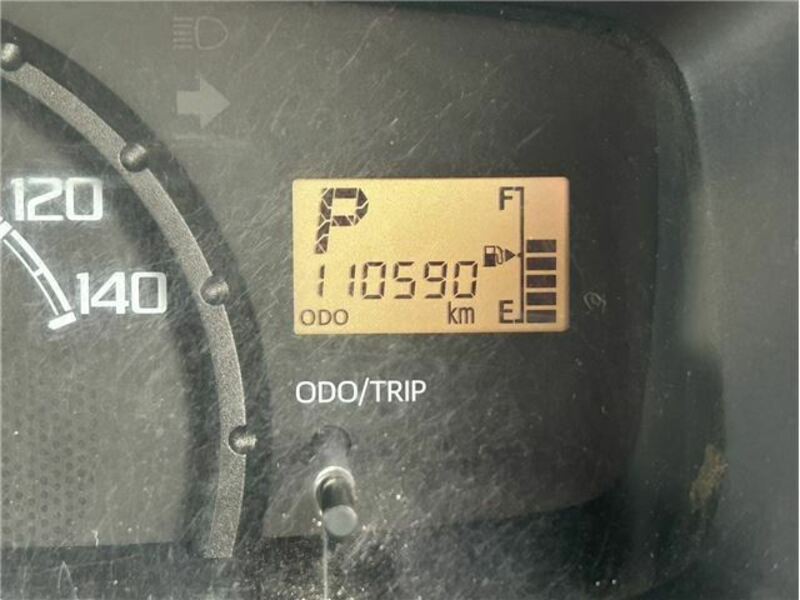 120
140
P
F
110590
E
ODO
km
ODO/TRIP